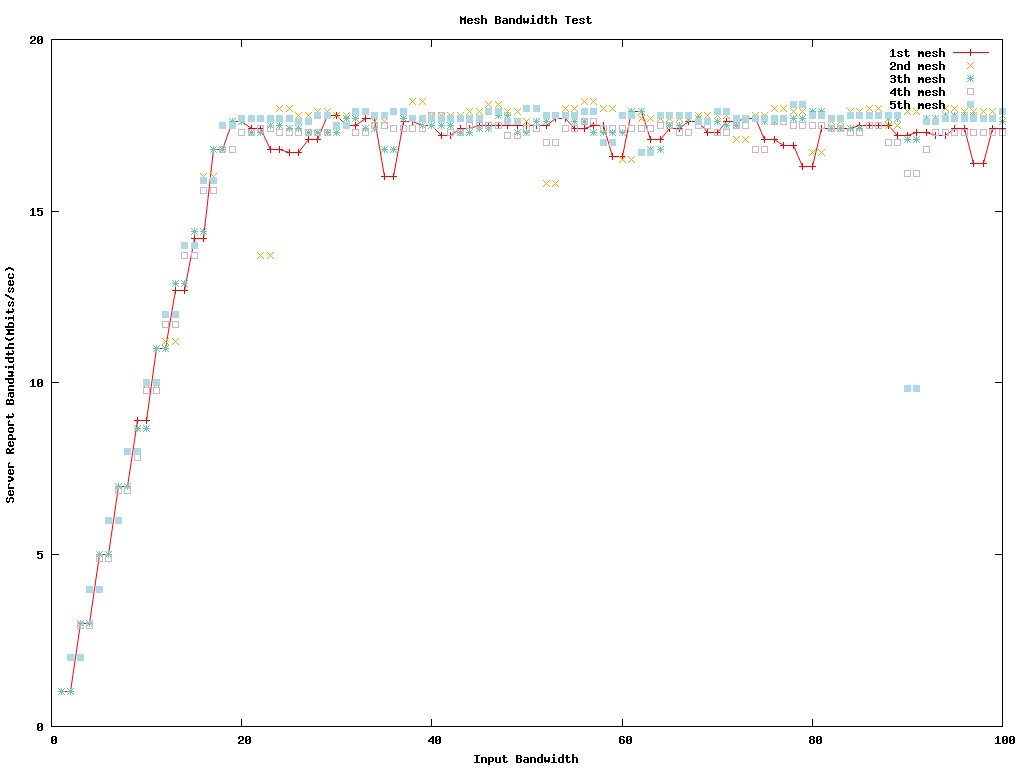 Mesh Bandwidth Test
20
15
10
5
0
Server Report Bandwidth(Mbits/sec)
1st mesh
2nd mesh
3th mesh
4th mesh
5th mesh
0 20 40 60 80 100
Input Bandwidth